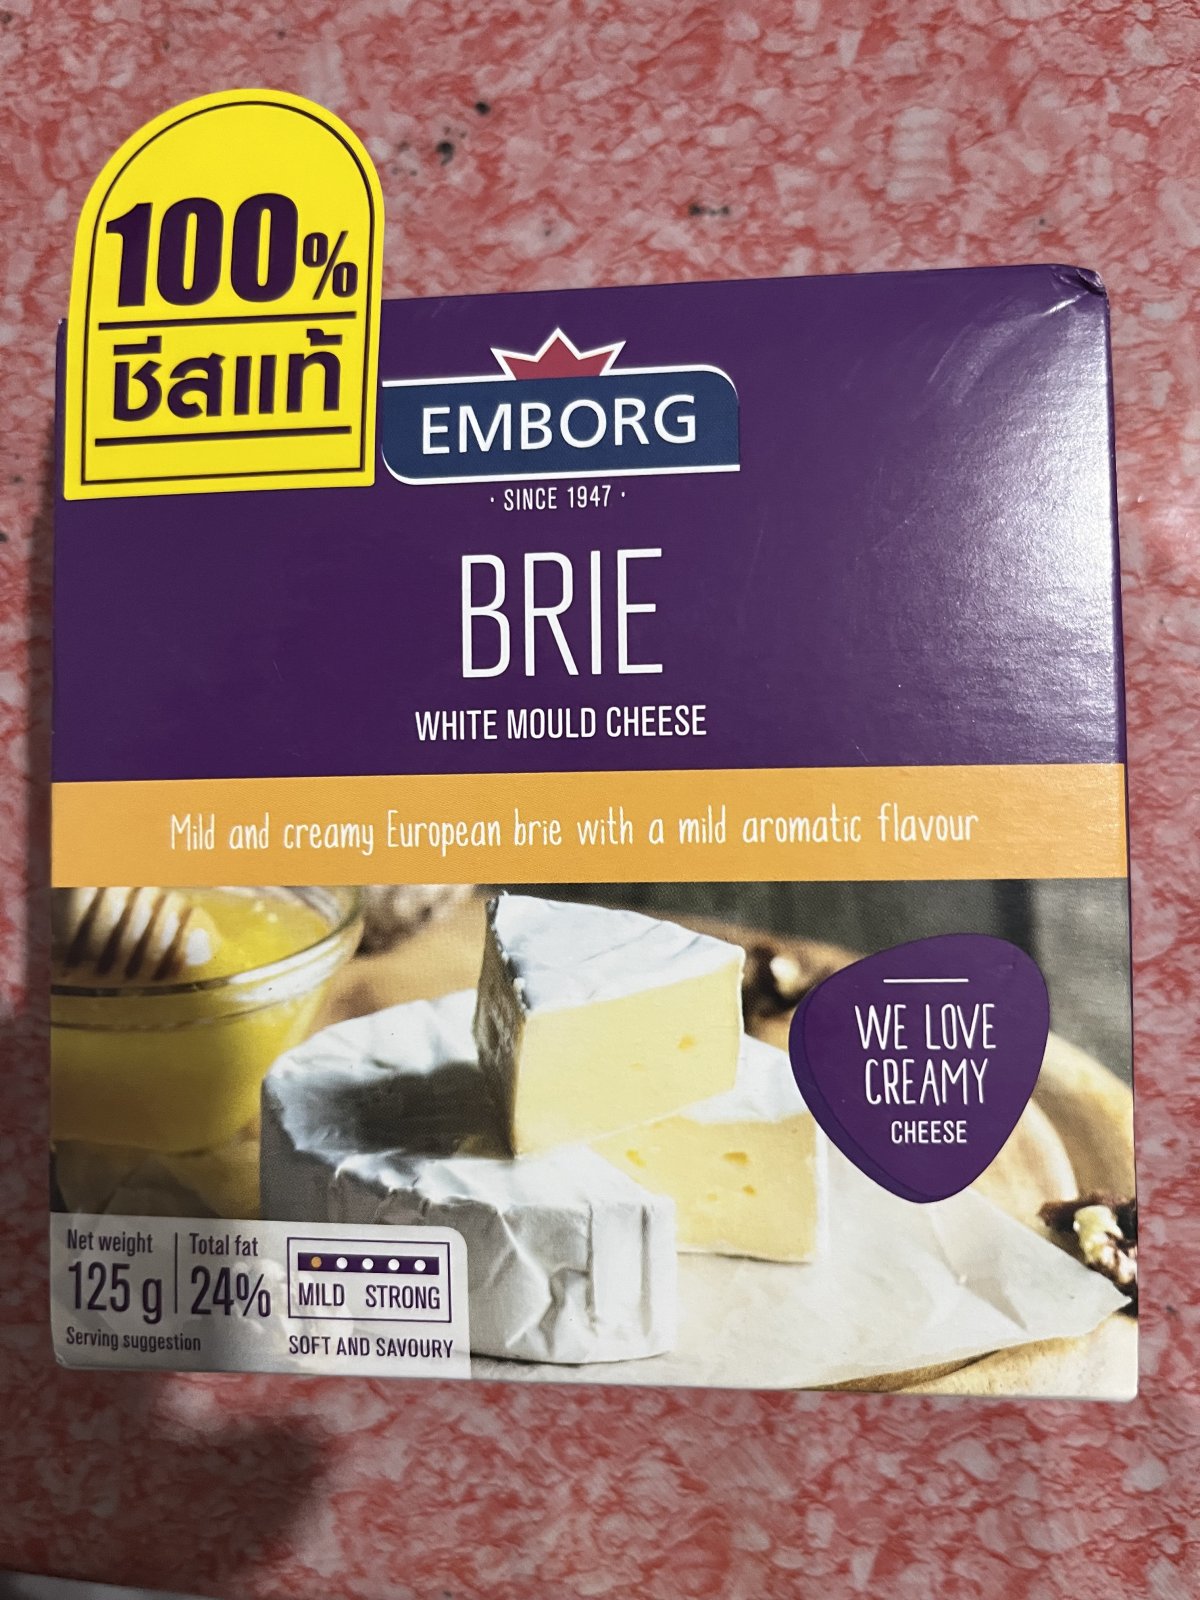 100%
ชีสแท้
EMBORG
· SINCE 1947 ·
BRIE
WHITE MOULD CHEESE
Mild and creamy European brie with a mild aromatic flavour
WE LOVE
CREAMY
CHEESE
Net weight
125 g
Total fat
24%
MILD STRONG
Serving suggestion
SOFT AND SAVOURY